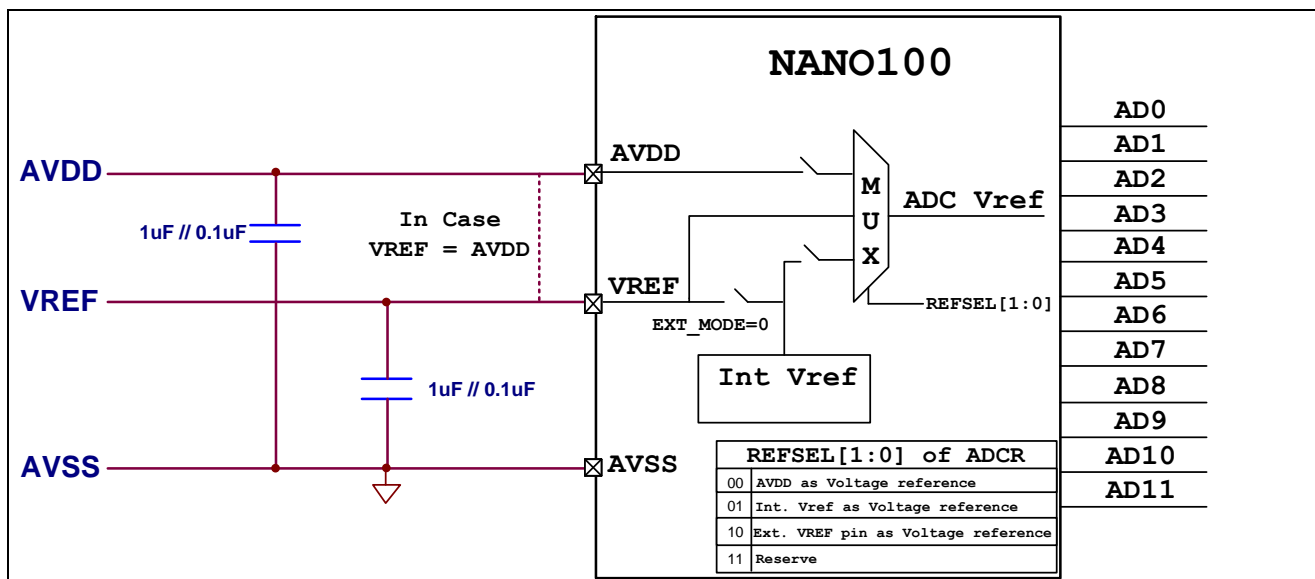 NANO100
AVDD
1uF // 0.1uF
In Case
VREF = AVDD
VREF
1uF // 0.1uF
AVSS
AVDD
M
U
X
ADC Vref
VREF
EXT_MODE=0
REFSEL[1:0]
Int Vref
AVSS
REFSEL[1:0] of ADCR
00 AVDD as Voltage reference
01 Int. Vref as Voltage reference
10 Ext. VREF pin as Voltage reference
11 Reserve
AD0
AD1
AD2
AD3
AD4
AD5
AD6
AD7
AD8
AD9
AD10
AD11